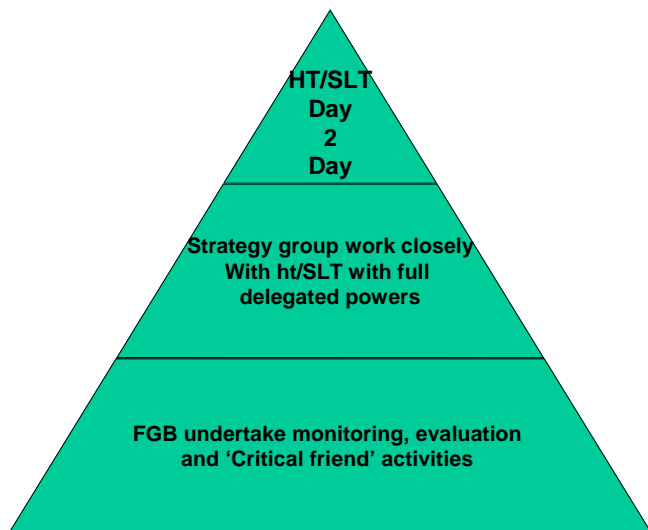 HT/SLT
Day
2
Day
Strategy group work closely
With ht/SLT with full
delegated powers
FGB undertake monitoring, evaluation
and ‘Critical friend’ activities